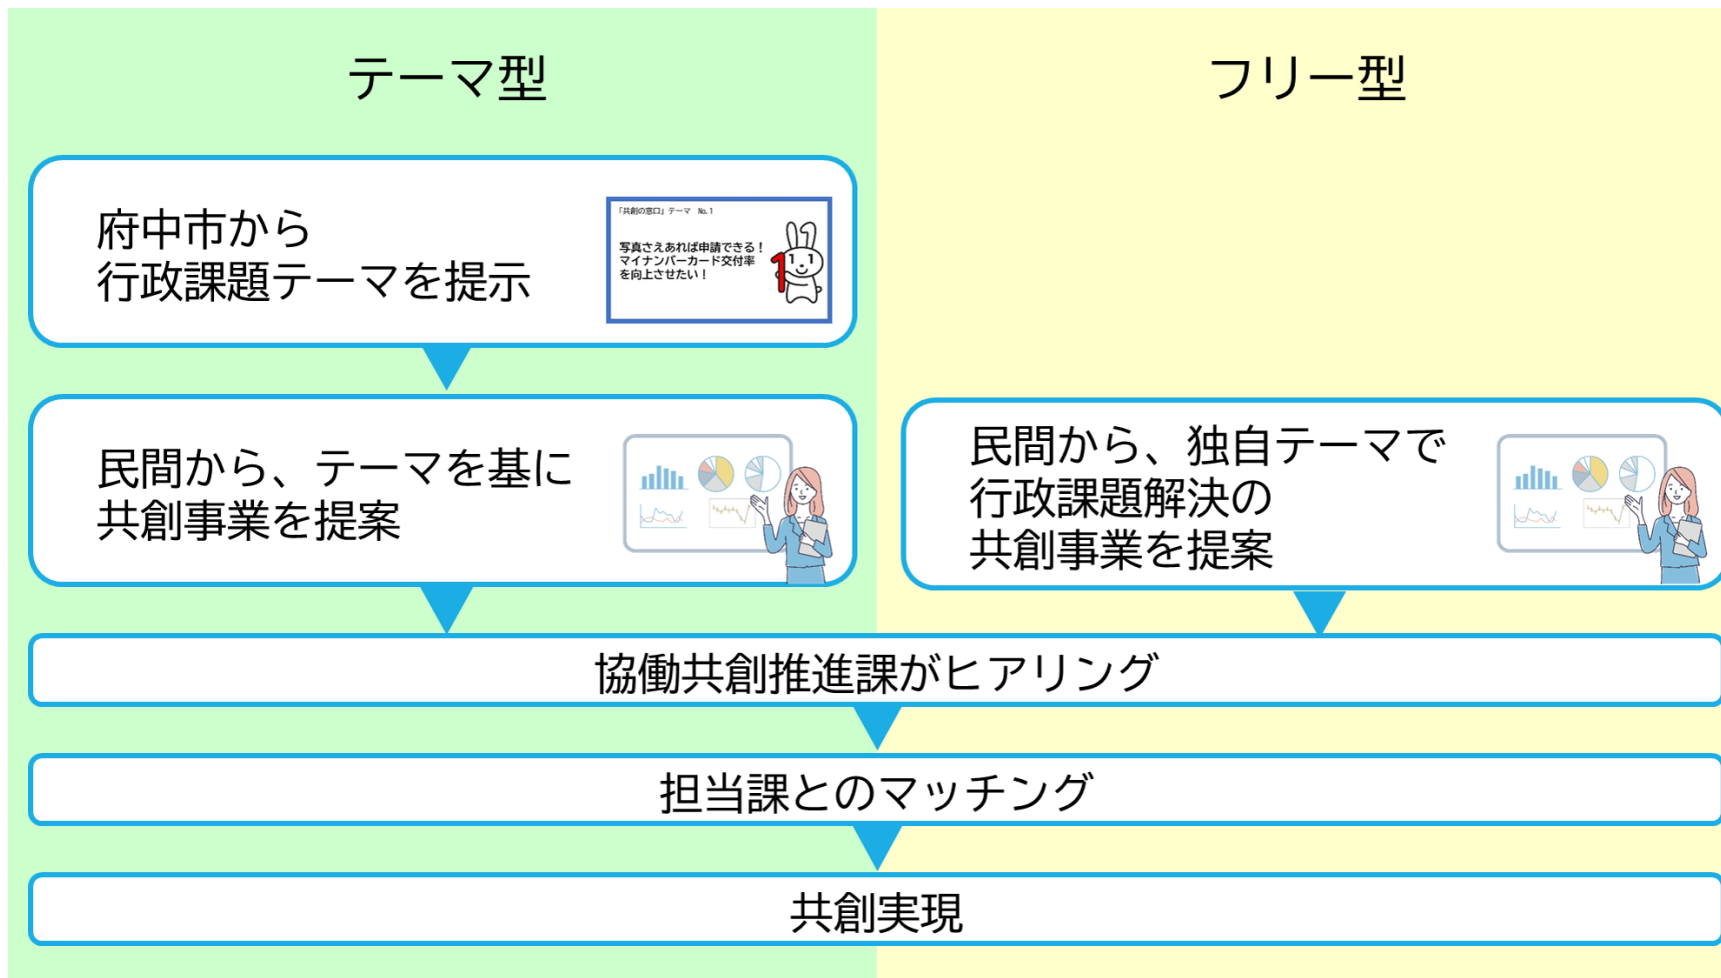 テーマ型
フリー型
府中市から
行政課題テーマを提示
「共創の窓口」テーマ No.1
写真さえあれば申請できる！
マイナンバーカード交付率
を向上させたい！
民間から、テーマを基に
共創事業を提案
民間から、独自テーマで
行政課題解決の
共創事業を提案
協働共創推進課がヒアリング
担当課とのマッチング
共創実現